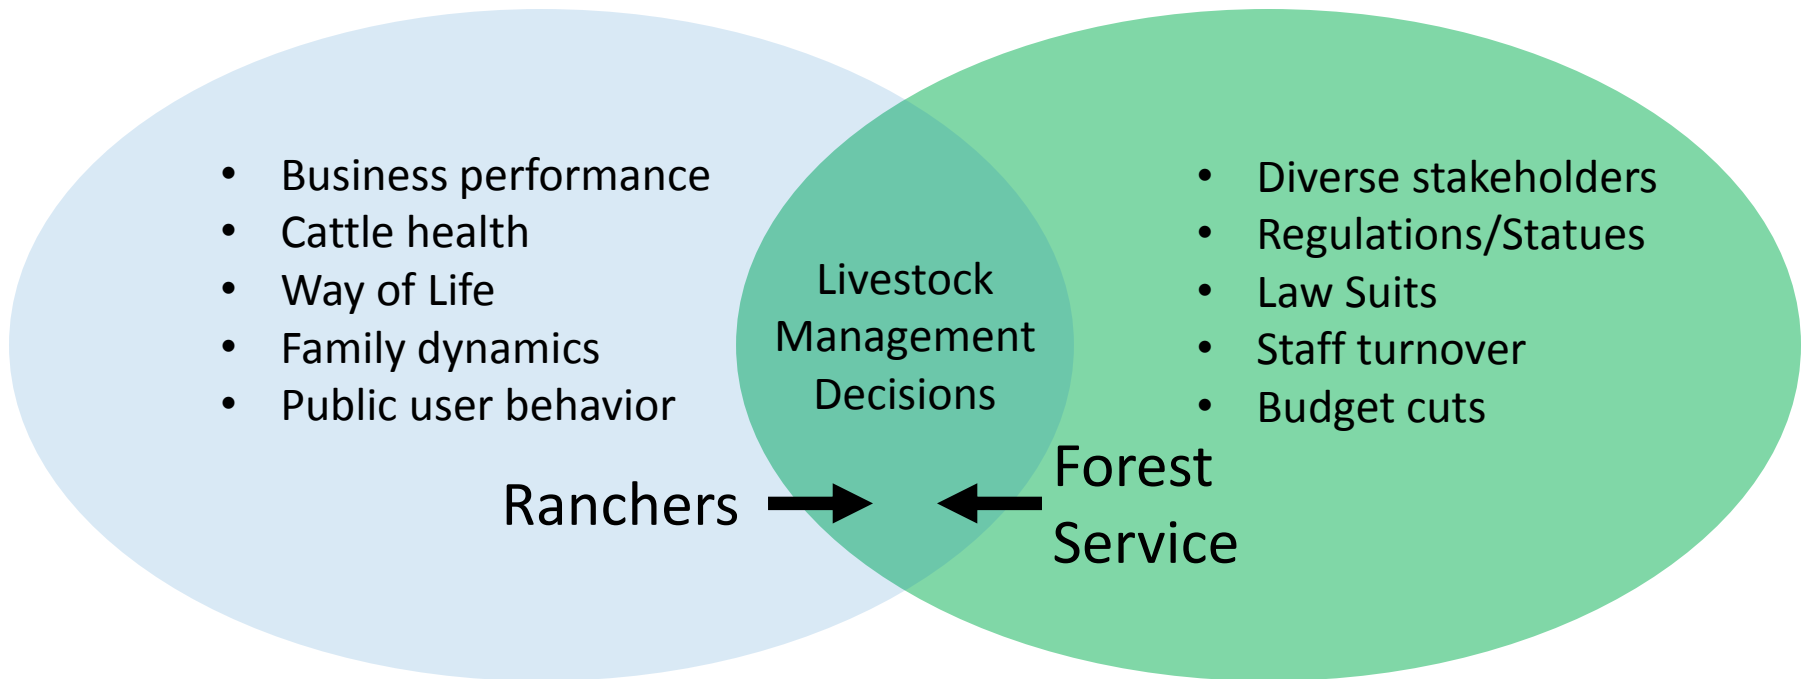 • Business performance
• Cattle health
• Way of Life
• Family dynamics
• Public user behavior
Livestock
Management
Decisions
• Diverse stakeholders
• Regulations/Statues
• Law Suits
• Staff turnover
• Budget cuts
Ranchers
Forest
Service